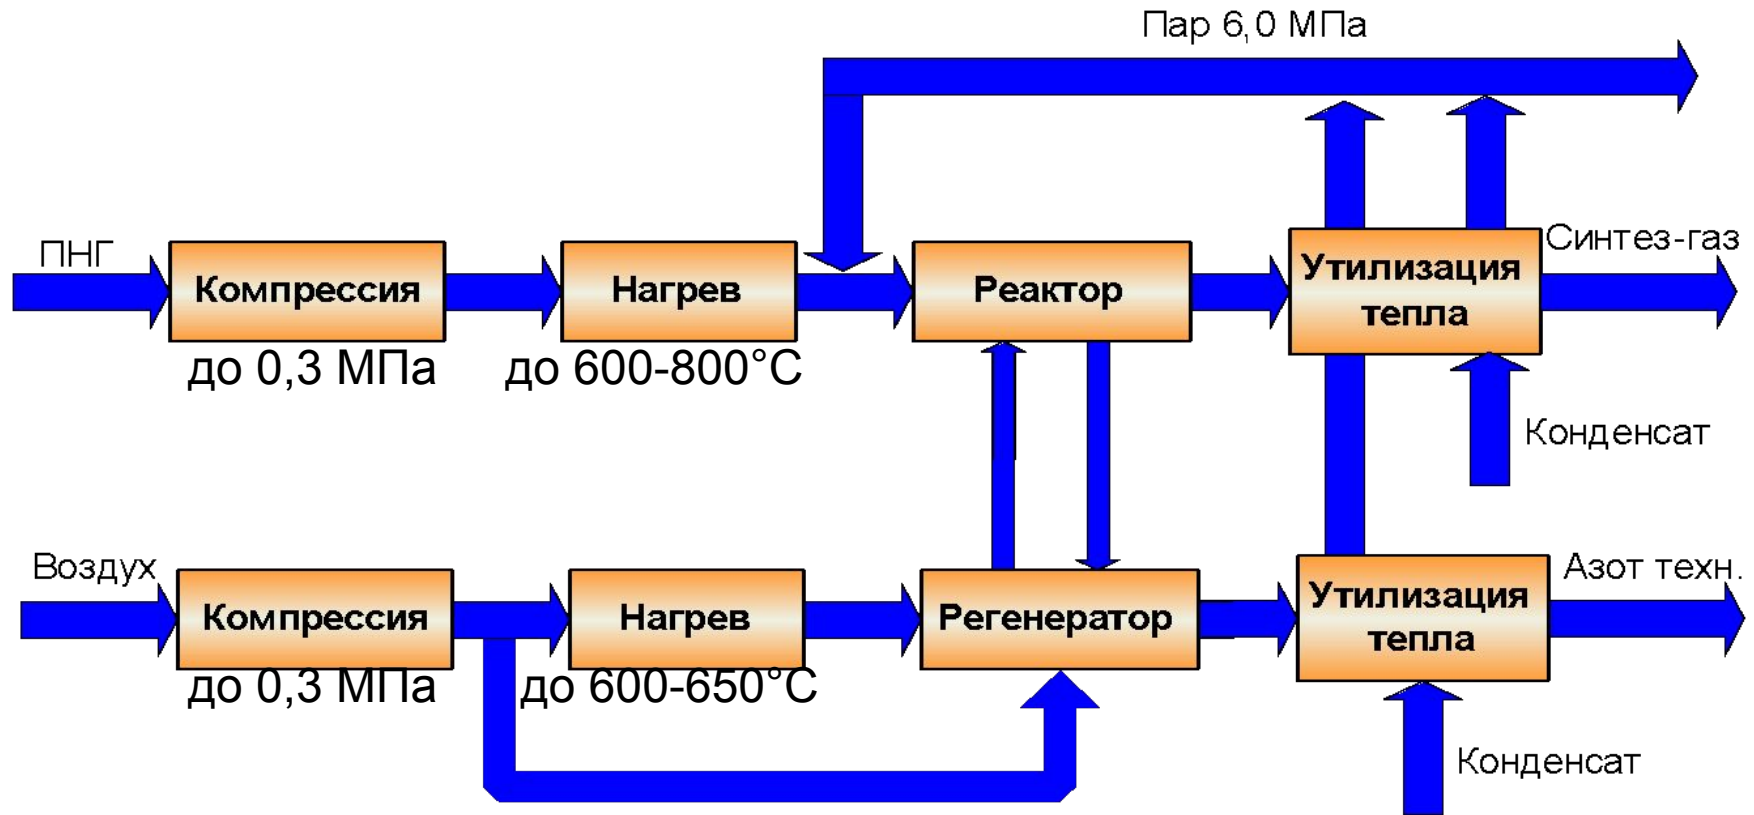 Пар 6,0 МПа
ПНГ
Компрессия
Нагрев
Реактор
Утилизация
тепла
Синтез-газ
до 0,3 МПа
до 600-800°С
Конденсат
Воздух
Компрессия
Нагрев
Регенератор
Утилизация
тепла
Азот техн.
до 0,3 МПа
до 600-650°С
Конденсат